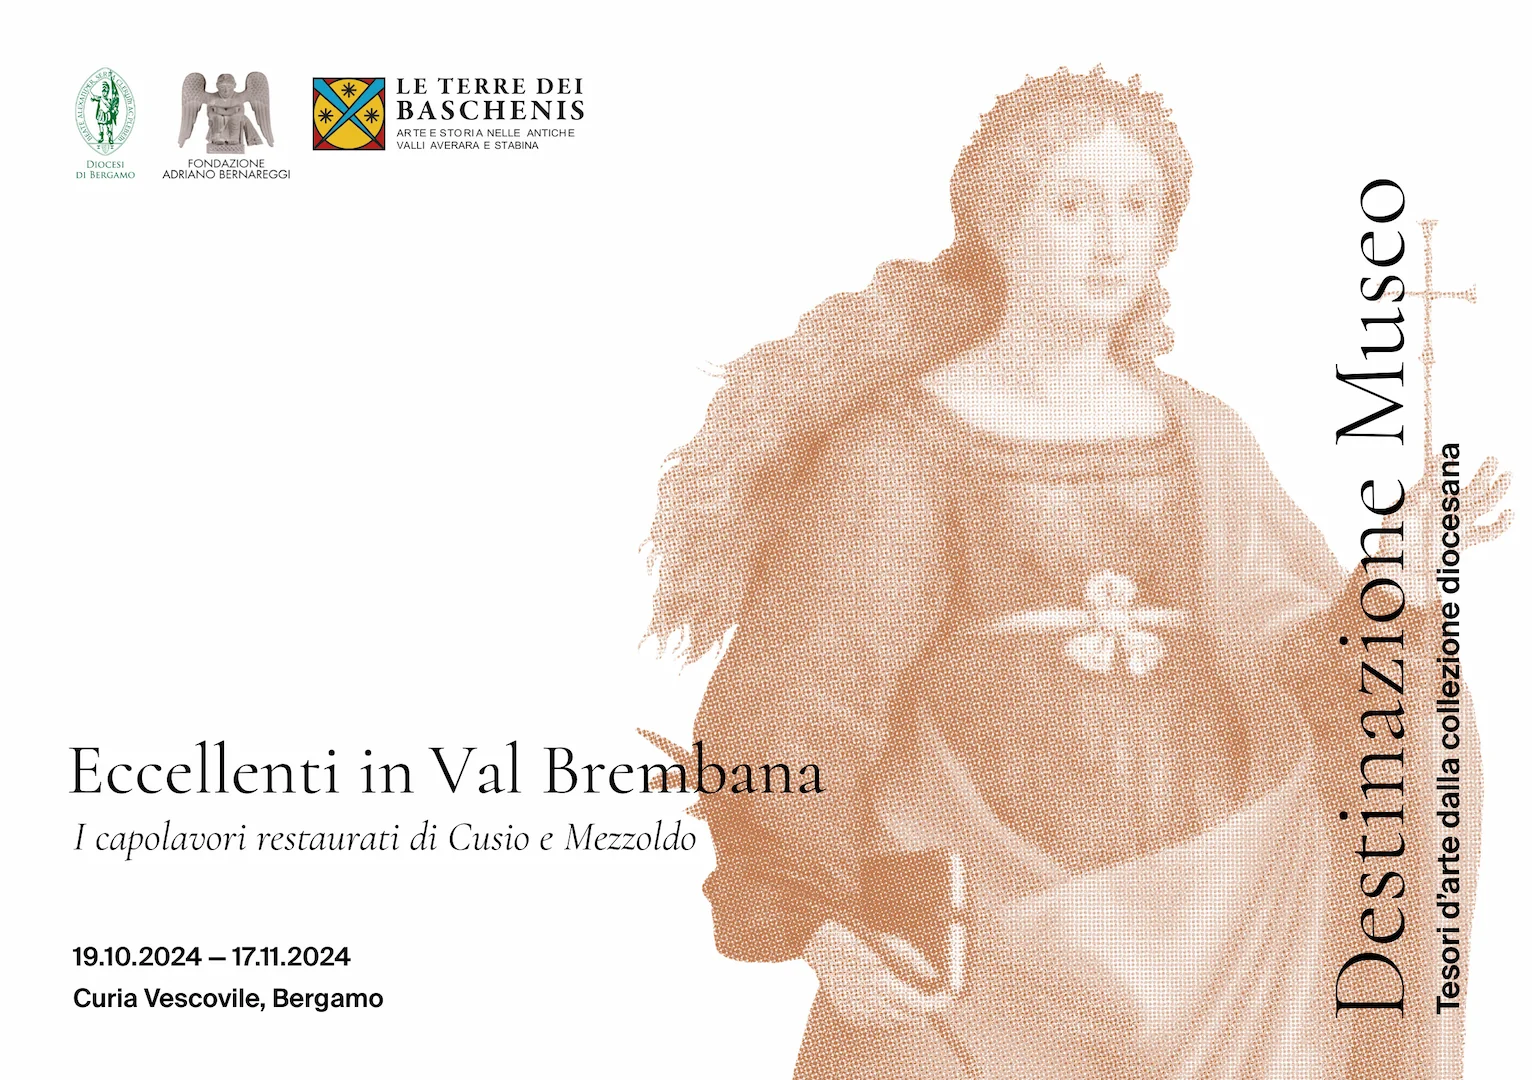 DIOCESI
DI BERGAMO
FONDAZIONE
ADRIANO BERNAREGGI
LE TERRE DEI
BASCHENIS
ARTE E STORIA NELLE ANTICHE
VALLI AVERARA E STABINA
Eccellenti in Val Brembana
I capolavori restaurati di Cusio e Mezzoldo
19.10.2024 — 17.11.2024
Curia Vescovile, Bergamo
Destinazione Museo
Tesori d'arte dalla collezione diocesana